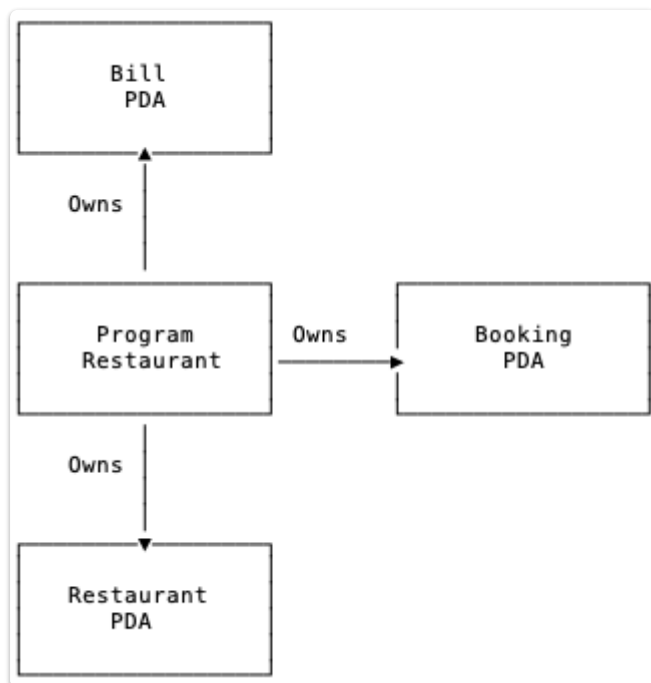 Bill
PDA
Owns
Program
Restaurant
Owns
Booking
PDA
Owns
Restaurant
PDA